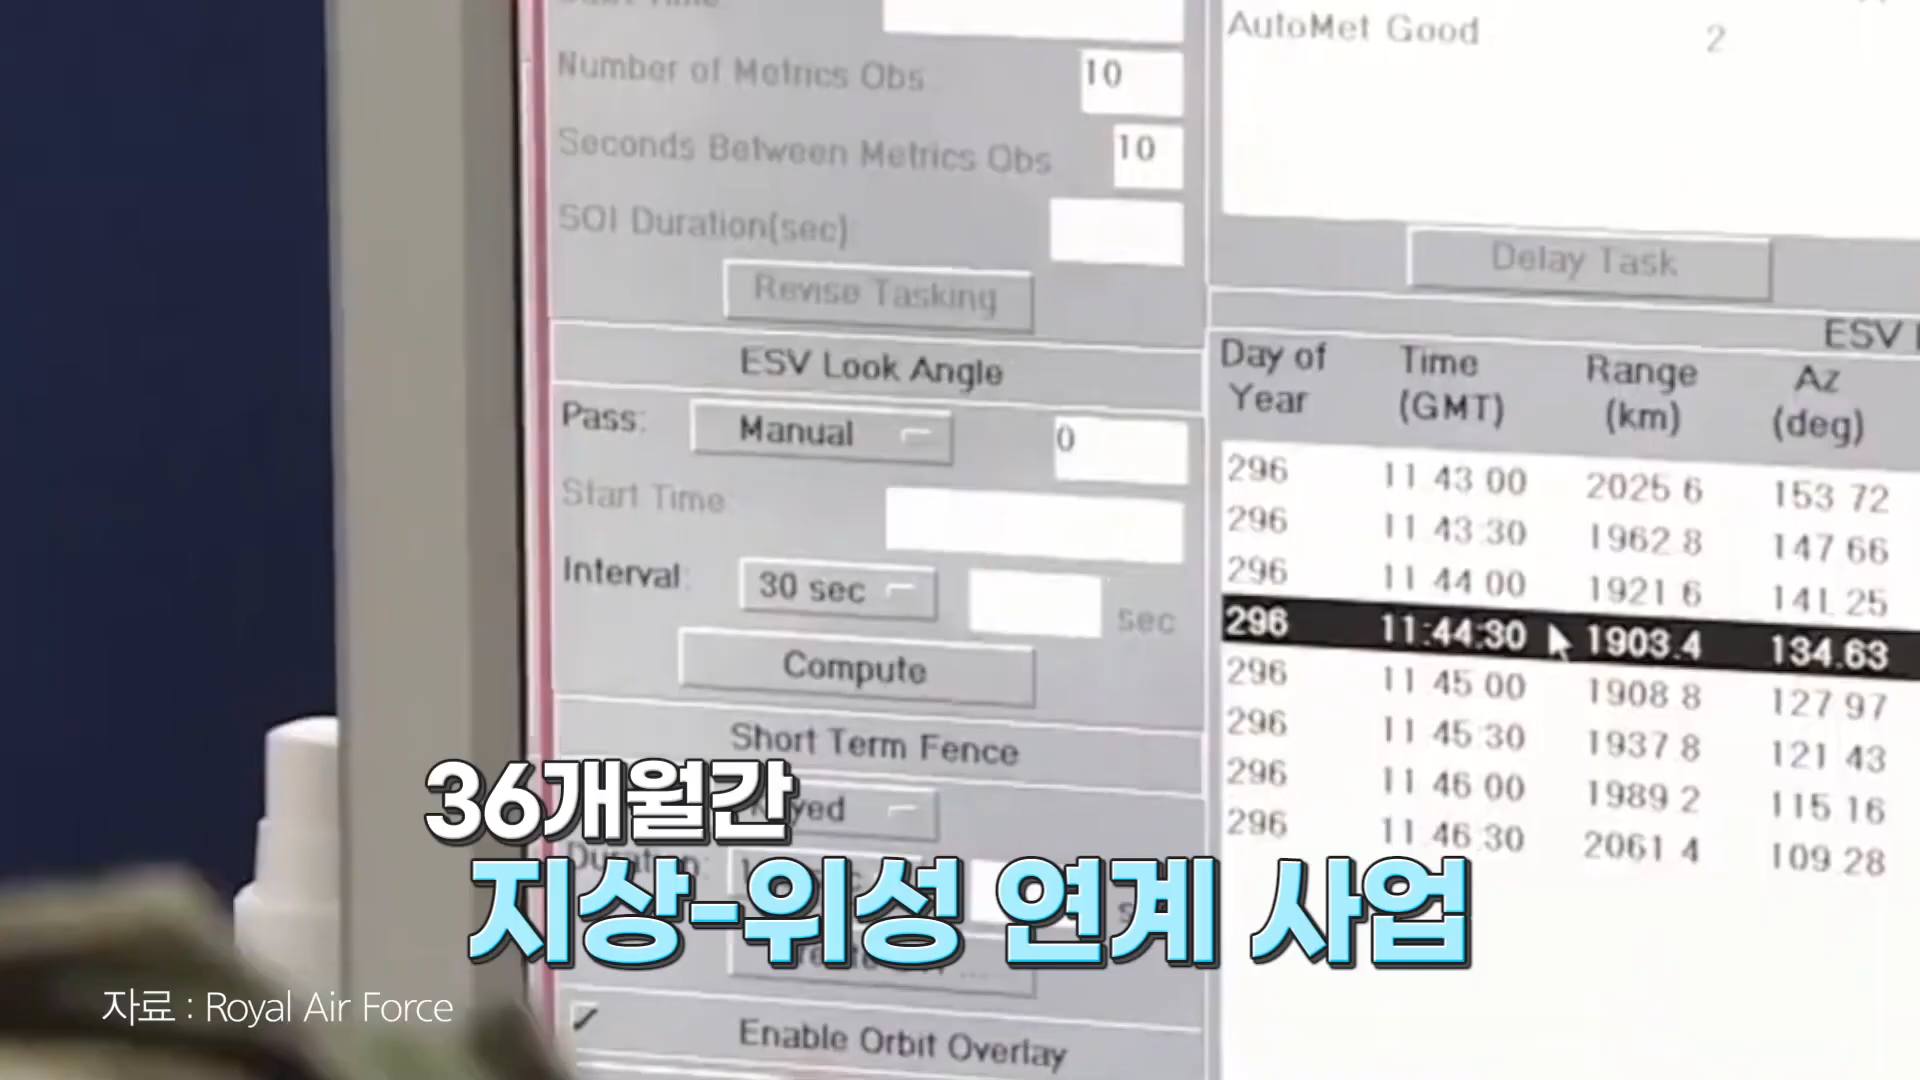 AutoMet Good 2
Number of Metrics Obs 10
Seconds Between Metrics Obs 10
SOI Duration(sec)
Revise Tasking
Delay Task
ESV Look Angle
ESV
Day of Year Time (GMT) Range (km) Az (deg)
Pass: Manual 0
Start Time
Interval: 30 sec sec
Compute
296 11 43 00 2025 6 153 72
296 11 43 30 1962 8 147 66
296 11 44 00 1921 6 141 25
296 11:44:30 1903.4 134.63
296 11 45 00 1908 8 127 97
296 11 45 30 1937 8 121 43
296 11 46 00 1989 2 115 16
296 11 46 30 2061 4 109 28
Short Term Fence
36개월간
Duration:
지상-위성 연계 사업
자료 : Royal Air Force
Enable Orbit Overlay